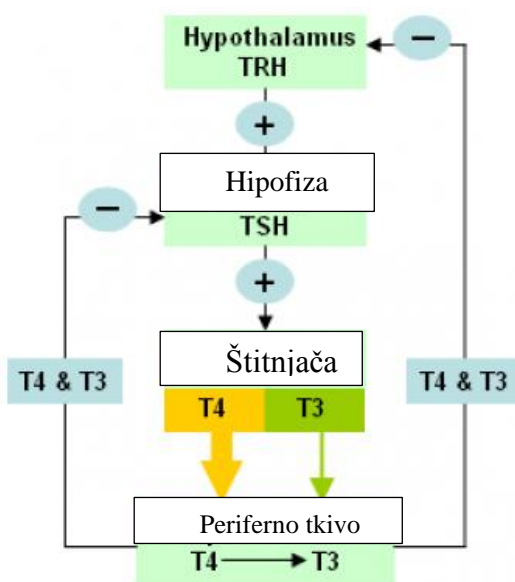 Hypothalamus
TRH
−
+
Hipofiza
−
TSH
+
Štitnjača
T4 & T3
T4 & T3
T4 T3
Periferno tkivo
T4 T3